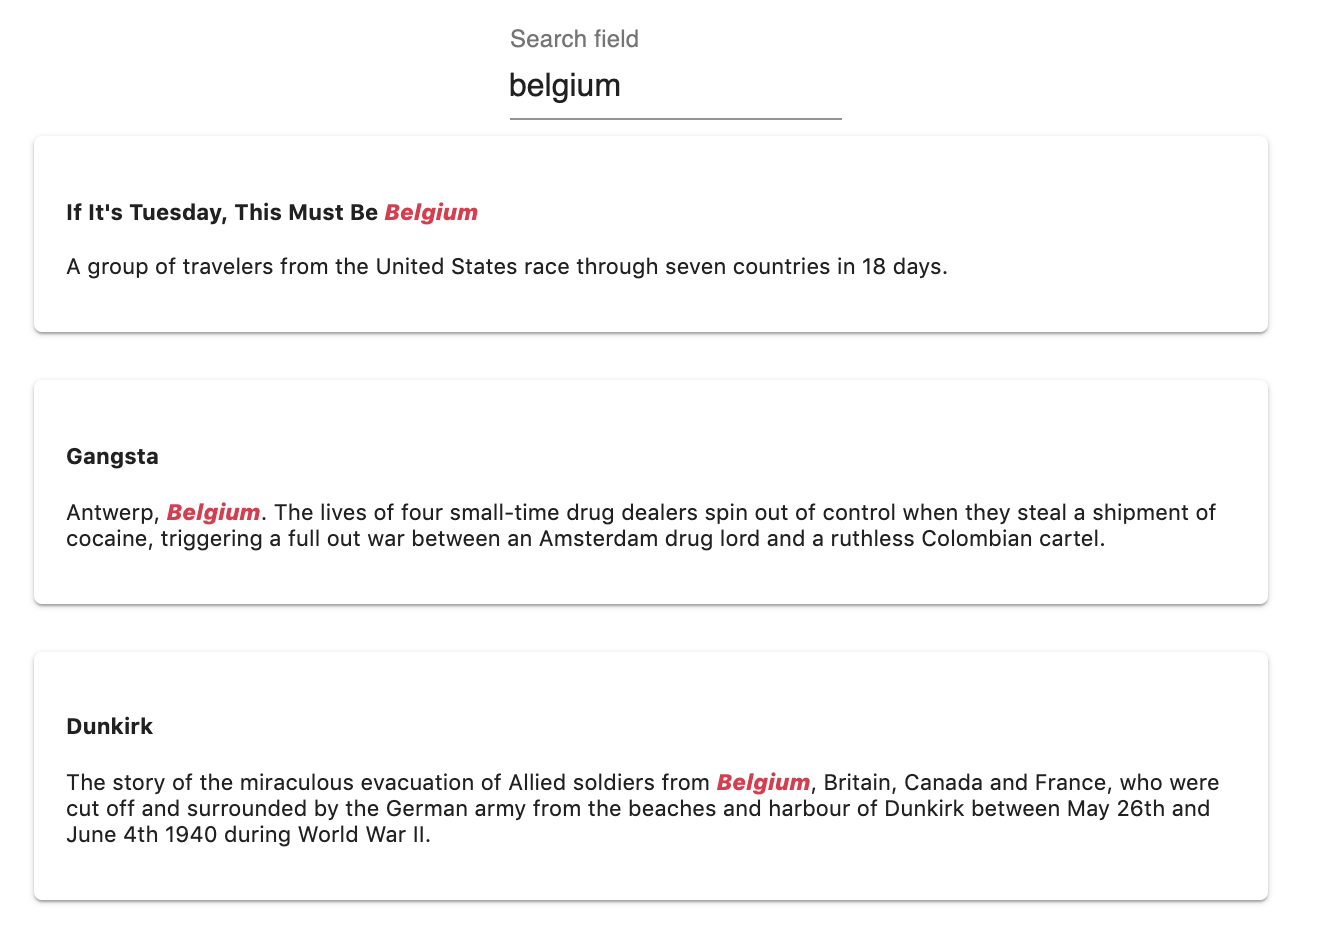 Search field
belgium
If It's Tuesday, This Must Be Belgium
A group of travelers from the United States race through seven countries in 18 days.
Gangsta
Antwerp, Belgium. The lives of four small-time drug dealers spin out of control when they steal a shipment of
cocaine, triggering a full out war between an Amsterdam drug lord and a ruthless Colombian cartel.
Dunkirk
The story of the miraculous evacuation of Allied soldiers from Belgium, Britain, Canada and France, who were
cut off and surrounded by the German army from the beaches and harbour of Dunkirk between May 26th and
June 4th 1940 during World War II.